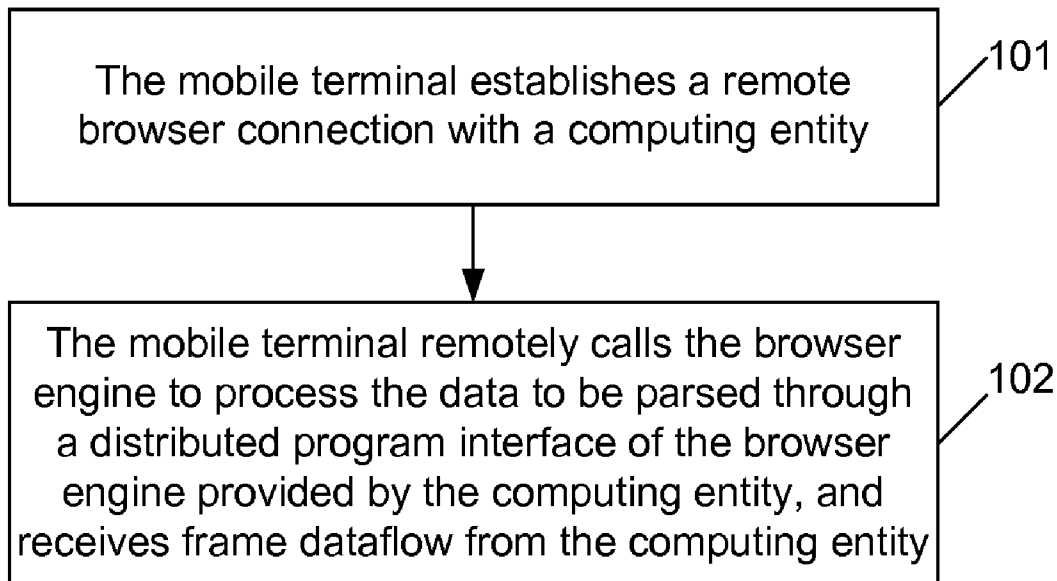 The mobile terminal establishes a remote
browser connection with a computing entity
101
The mobile terminal remotely calls the browser
engine to process the data to be parsed through
a distributed program interface of the browser
engine provided by the computing entity, and
receives frame dataflow from the computing entity
102